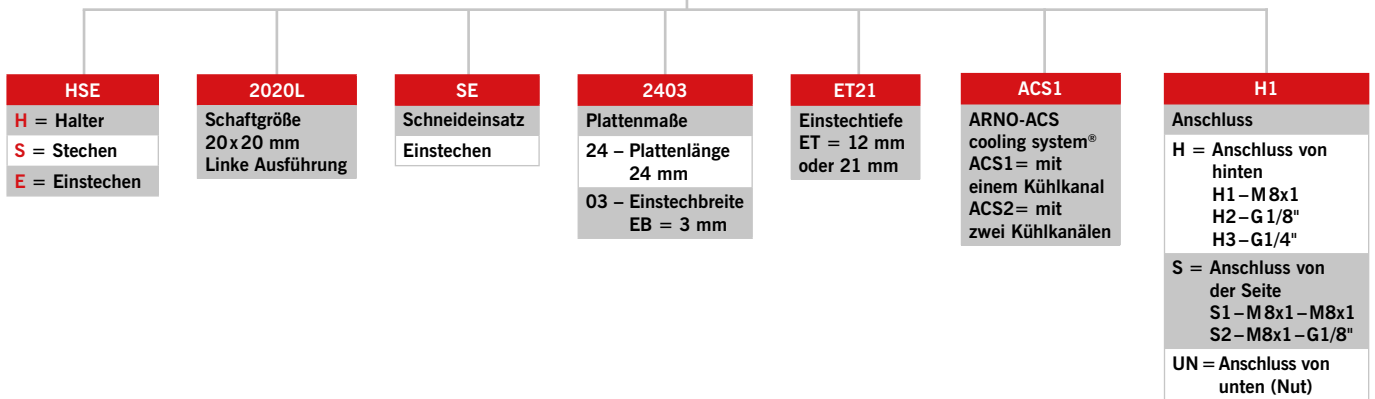 HSE
H = Halter
S = Stechen
E = Einstechen
2020L
Schaftgröße
20x20 mm
Linke Ausführung
SE
Schneideinsatz
Einstechen
2403
Plattenmaße
24 – Plattenlänge
24 mm
03 – Einstechbreite
EB = 3 mm
ET21
Einstechtiefe
ET = 12 mm
oder 21 mm
ACS1
ARNO-ACS
cooling system®
ACS1= mit
einem Kühlkanal
ACS2= mit
zwei Kühlkanälen
H1
Anschluss
H = Anschluss von
hinten
H1–M8x1
H2–G1/8"
H3–G1/4"
S = Anschluss von
der Seite
S1–M8x1–M8x1
S2–M8x1–G1/8"
UN = Anschluss von
unten (Nut)